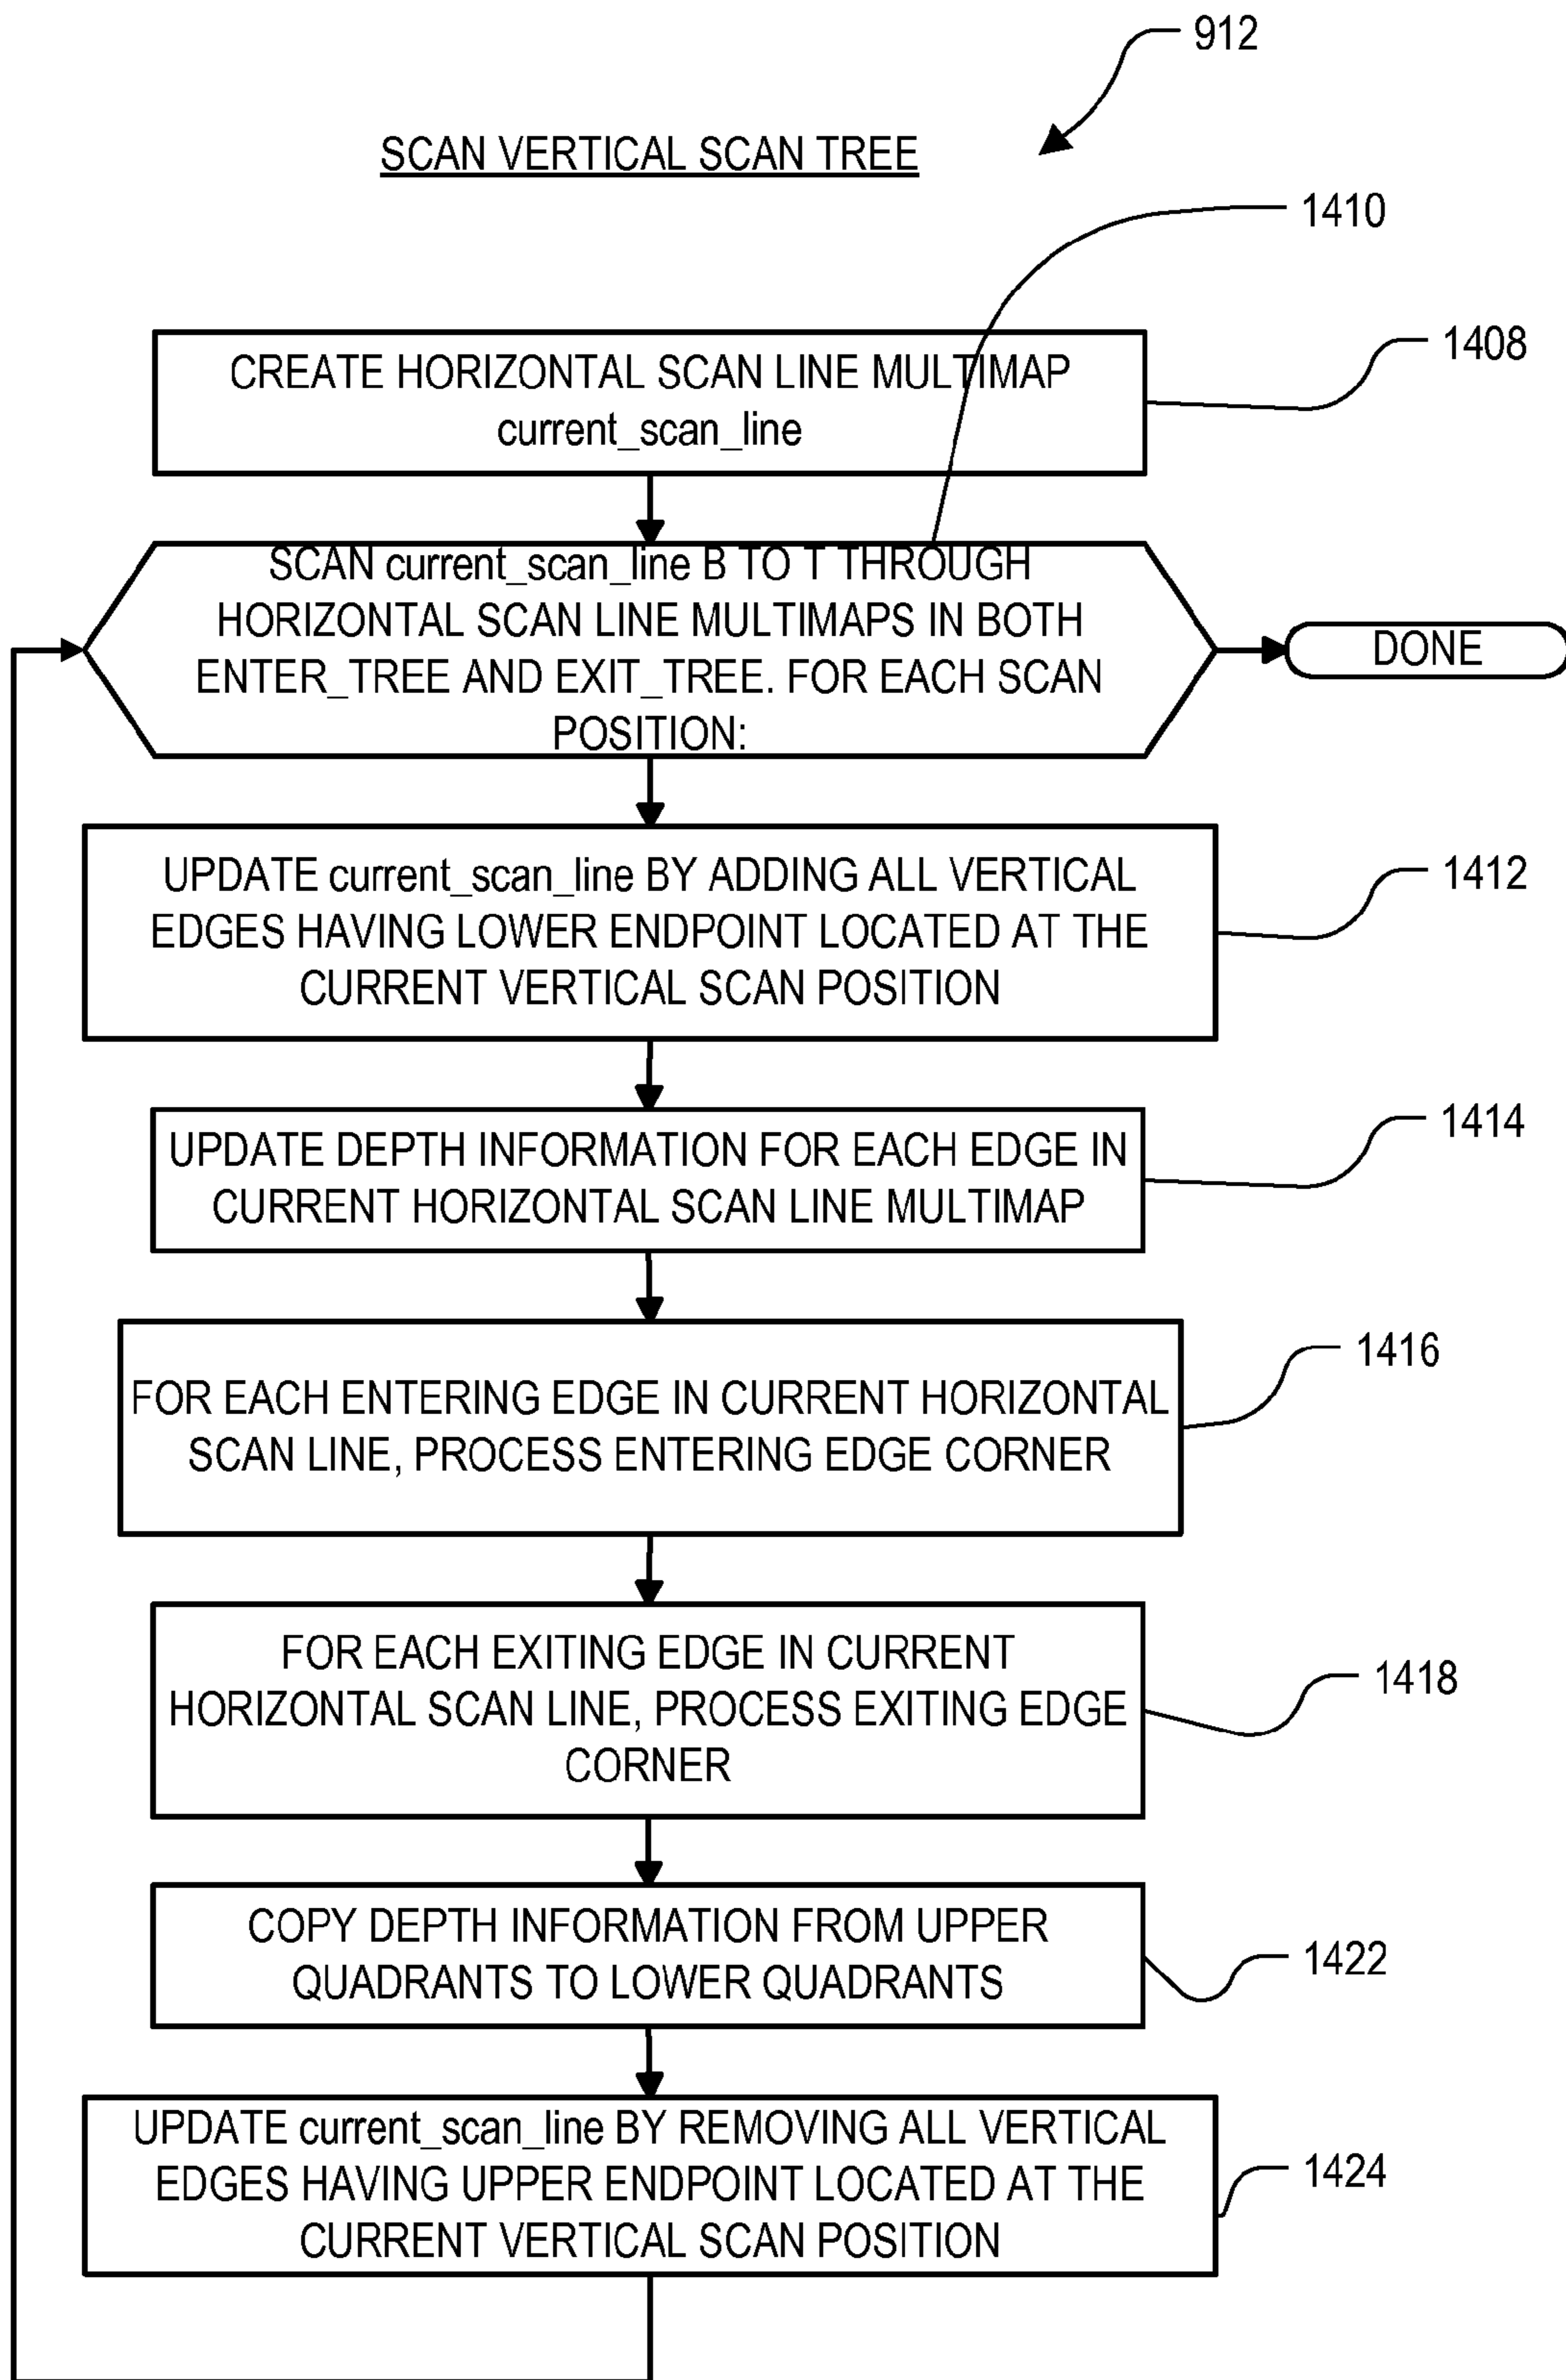 912
SCAN VERTICAL SCAN TREE
1410
1408
CREATE HORIZONTAL SCAN LINE MULTIMAP
current_scan_line
SCAN current_scan_line B TO T THROUGH
HORIZONTAL SCAN LINE MULTIMAPS IN BOTH
ENTER_TREE AND EXIT_TREE. FOR EACH SCAN
POSITION:
DONE
1412
UPDATE current_scan_line BY ADDING ALL VERTICAL
EDGES HAVING LOWER ENDPOINT LOCATED AT THE
CURRENT VERTICAL SCAN POSITION
1414
UPDATE DEPTH INFORMATION FOR EACH EDGE IN
CURRENT HORIZONTAL SCAN LINE MULTIMAP
1416
FOR EACH ENTERING EDGE IN CURRENT HORIZONTAL
SCAN LINE, PROCESS ENTERING EDGE CORNER
1418
FOR EACH EXITING EDGE IN CURRENT
HORIZONTAL SCAN LINE, PROCESS EXITING EDGE
CORNER
COPY DEPTH INFORMATION FROM UPPER
QUADRANTS TO LOWER QUADRANTS
1422
UPDATE current_scan_line BY REMOVING ALL VERTICAL
EDGES HAVING UPPER ENDPOINT LOCATED AT THE
CURRENT VERTICAL SCAN POSITION
1424